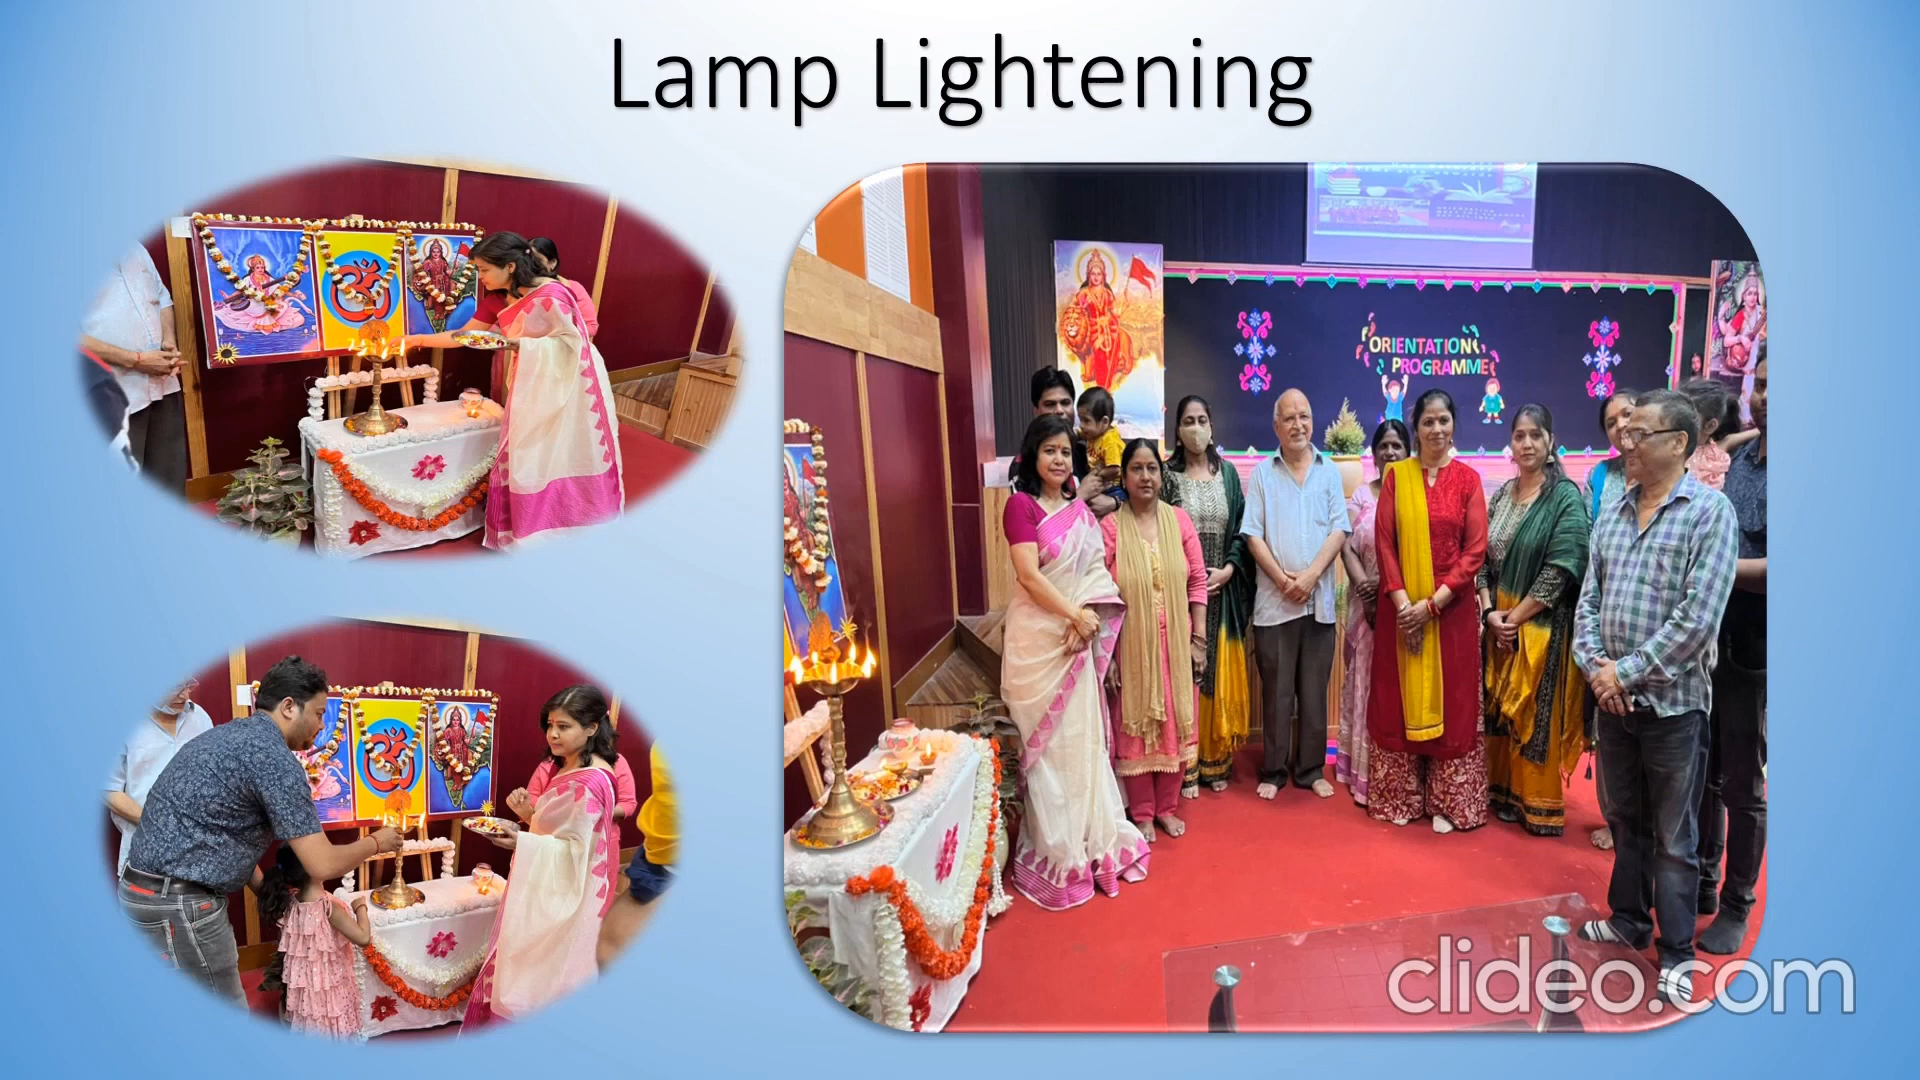 Lamp Lightening
ॐ
ORIENTATION
PROGRAMME
ॐ
clideo.com